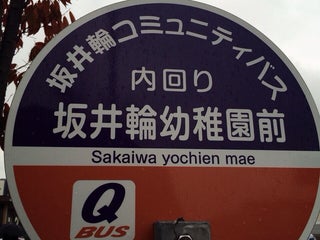 坂井輪コミュニティバス
内回り
坂井輪幼稚園前
Sakaiwa yochien mae
Q
BUS